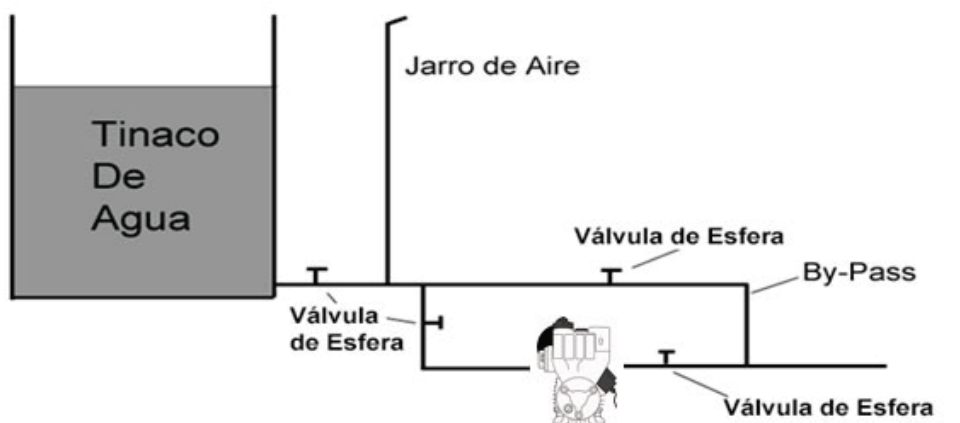 Tinaco
De
Agua
Jarro de Aire
Válvula de Esfera
By-Pass
Válvula
de Esfera
Válvula de Esfera